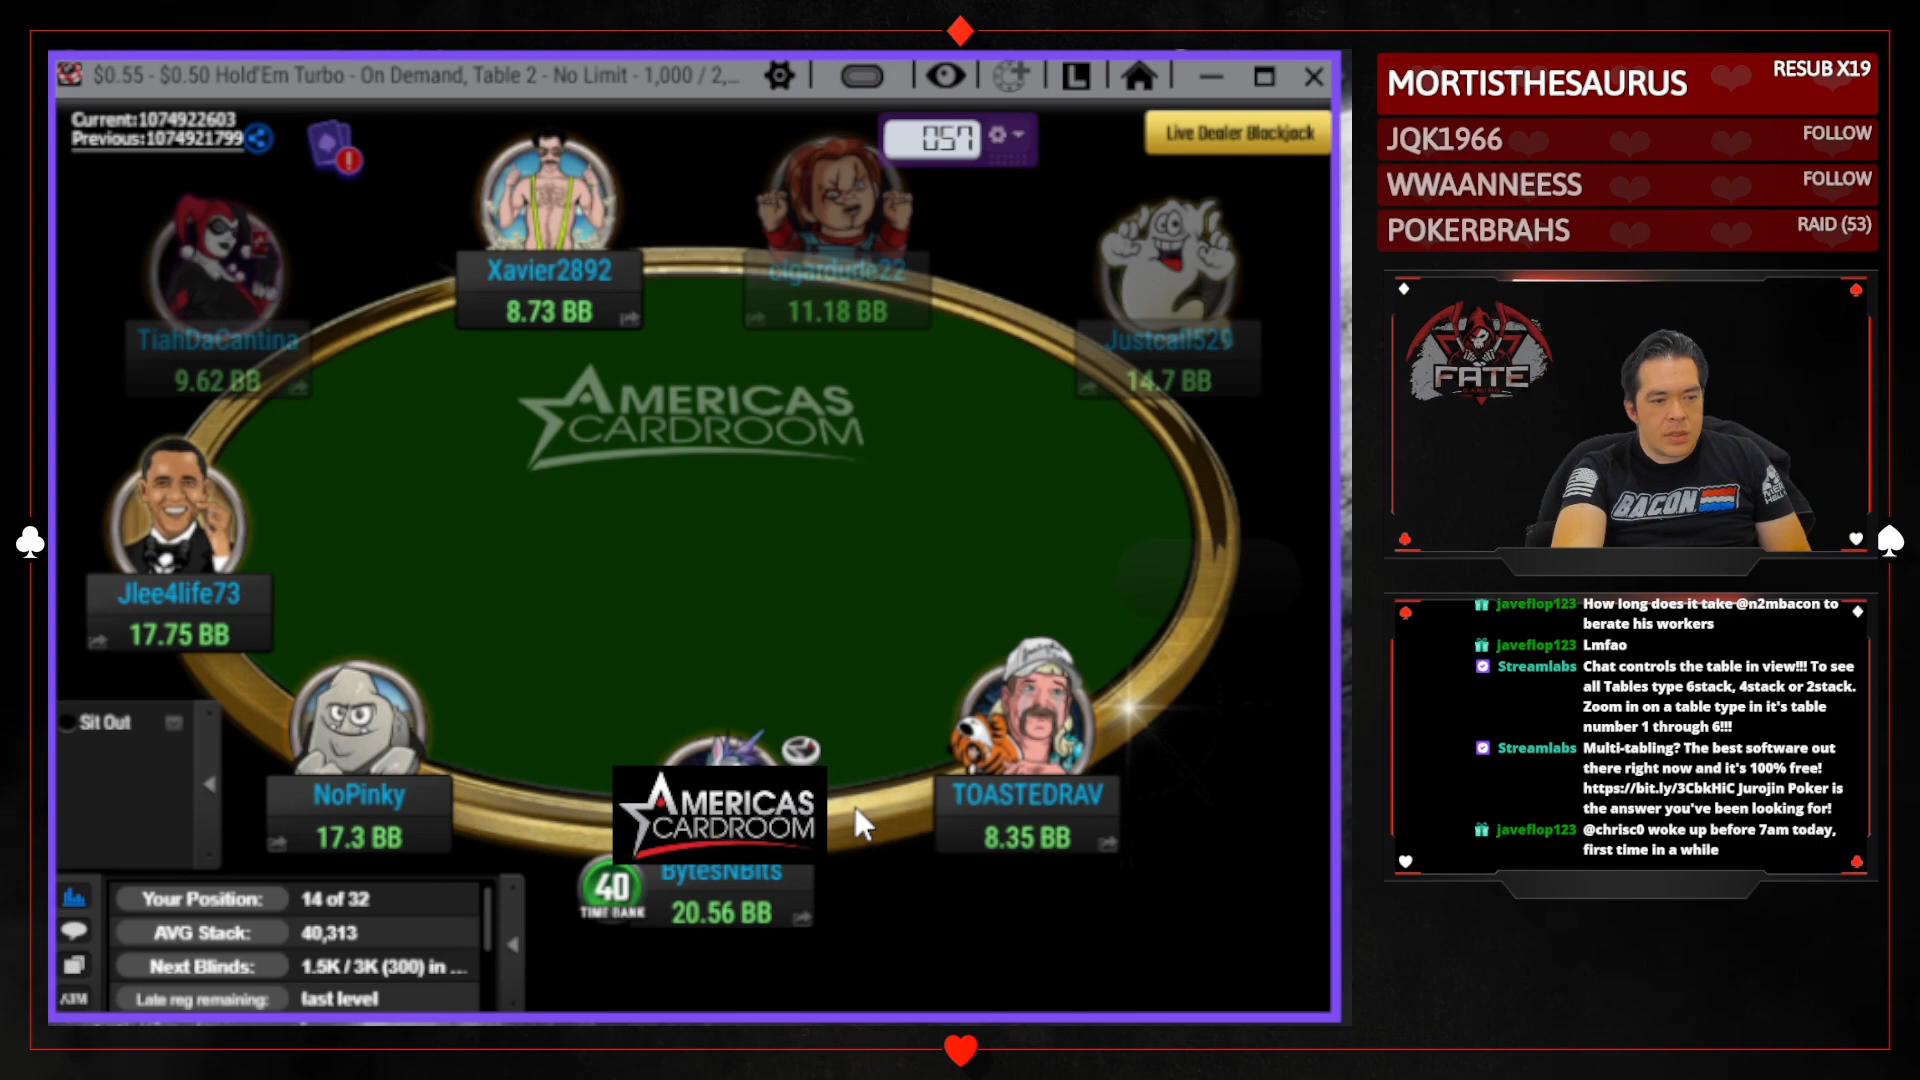 $0.55 - $0.50 Hold'Em Turbo - On Demand, Table 2 - No Limit - 1,000 / 2,...
L
Current:1074922603
Previous:1074921799
057
Live Dealer Blackjack
TiahDaCantina
9.62 BB
Xavier2892
8.73 BB
cigardude22
11.18 BB
Justcall529
14.7 BB
AMERICAS
CARDROOM
Jlee4life73
17.75 BB
Sit Out
NoPinky
17.3 BB
AMERICAS
CARDROOM
TOASTEDRAV
8.35 BB
40
TIME BANK
BytesNBits
20.56 BB
Your Position: 14 of 32
AVG Stack: 40,313
Next Blinds: 1.5K / 3K (300) in ...
Late reg remaining: last level
MORTISTHESAURUS RESUB X19
JQK1966 FOLLOW
WWAANNEESS FOLLOW
POKERBRAHS RAID (53)
FATE
GAMING
BACON
javeflop123 How long does it take @n2mbacon to
berate his workers
javeflop123 Lmfao
Streamlabs Chat controls the table in view!!! To see
all Tables type 6stack, 4stack or 2stack.
Zoom in on a table type in it's table
number 1 through 6!!!
Streamlabs Multi-tabling? The best software out
there right now and it's 100% free!
https://bit.ly/3CbkHiC Jurojin Poker is
the answer you've been looking for!
javeflop123 @chrisc0 woke up before 7am today,
first time in a while